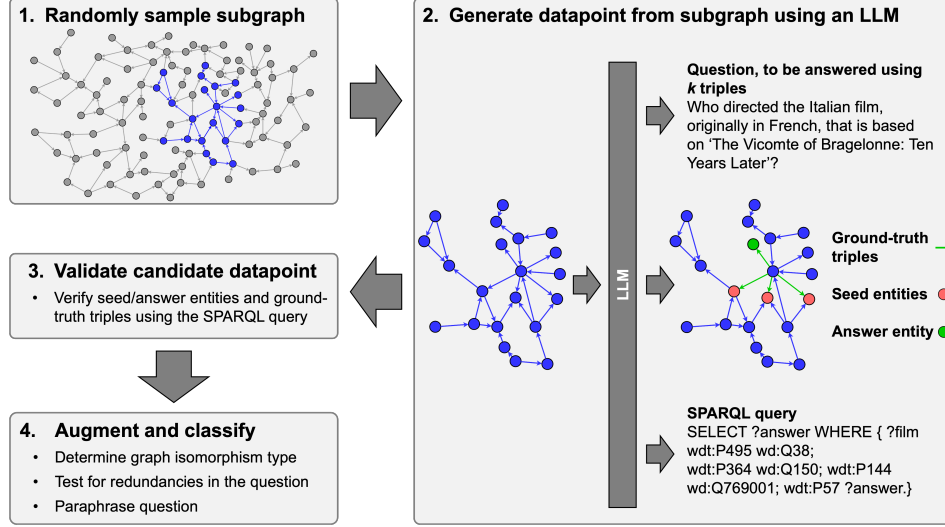 1. Randomly sample subgraph
2. Generate datapoint from subgraph using an LLM
Question, to be answered using
k triples
Who directed the Italian film,
originally in French, that is based
on ‘The Vicomte of Bragelonne: Ten
Years Later’?
LLM
Ground-truth
triples
Seed entities
Answer entity
SPARQL query
SELECT ?answer WHERE { ?film
wdt:P495 wd:Q38;
wdt:P364 wd:Q150; wdt:P144
wd:Q769001; wdt:P57 ?answer.}
3. Validate candidate datapoint
• Verify seed/answer entities and ground-
truth triples using the SPARQL query
4. Augment and classify
• Determine graph isomorphism type
• Test for redundancies in the question
• Paraphrase question